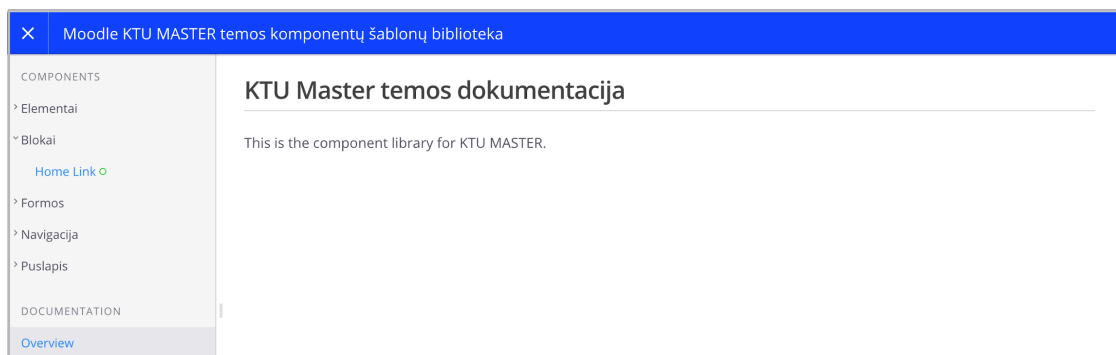 Moodle KTU MASTER temos komponentų šablonų biblioteka
COMPONENTS
Elementai
Blokai
Home Link
Formos
Navigacija
Puslapis
DOCUMENTATION
Overview
KTU Master temos dokumentacija
This is the component library for KTU MASTER.